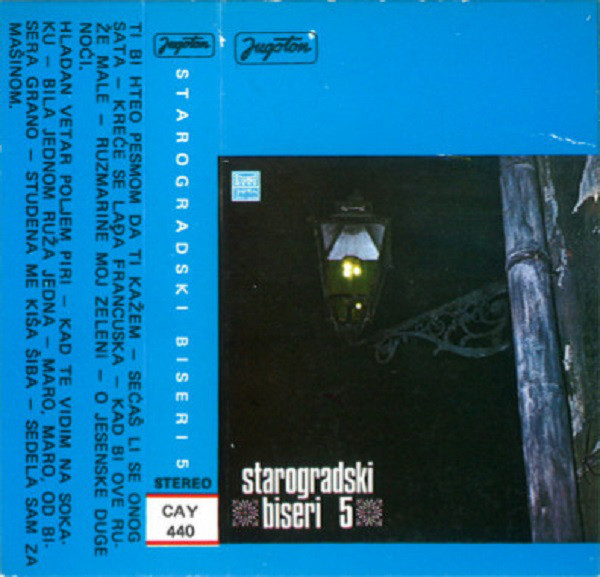 TI BI HTEO PESMOM DA TI KAŽEM – SEĆAŠ LI SE ONOG
SATA – KREĆE SE LAĐA FRANCUSKA – KAD BI OVE RU-
ŽE MALE – RUZMARINE MOJ ZELENI – O JESENSKE DUGE
NOĆI.
HLADAN VETAR POLJEM PIRI – KAD TE VIDIM NA SOKA-
KU – BILA JEDNOM RUŽA JEDNA – MARO, MARO, OD BI-
SERA GRANO – STUDENA ME KIŠA ŠIBA – SEDELA SAM ZA
MAŠINOM.
Jugoton
STAROGRADSKI BISERI 5
STEREO
CAY
440
Jugoton
starogradski
biseri 5